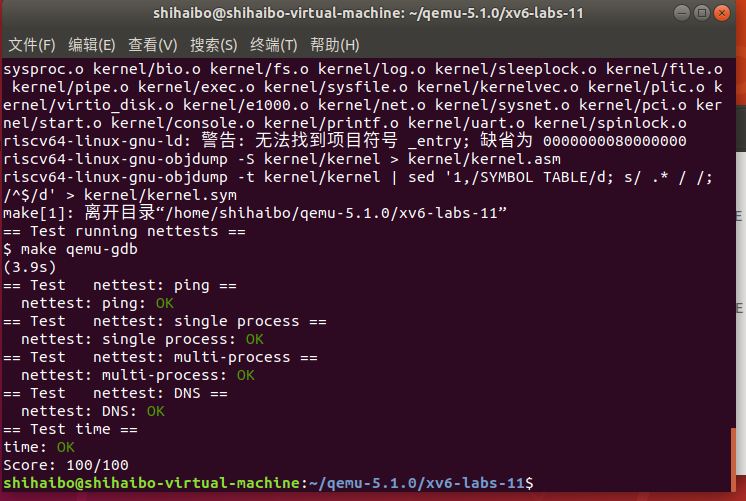 shihaibo@shihaibo-virtual-machine: ~/qemu-5.1.0/xv6-labs-11
文件(F) 编辑(E) 查看(V) 搜索(S) 终端(T) 帮助(H)
sysproc.o kernel/bio.o kernel/fs.o kernel/log.o kernel/sleeplock.o kernel/file.o
 kernel/pipe.o kernel/exec.o kernel/sysfile.o kernel/kernelvec.o kernel/plic.o k
ernel/virtio_disk.o kernel/e1000.o kernel/net.o kernel/sysnet.o kernel/pci.o ker
nel/start.o kernel/console.o kernel/printf.o kernel/uart.o kernel/spinlock.o
riscv64-linux-gnu-ld: 警告: 无法找到项目符号 _entry; 缺省为 0000000080000000
riscv64-linux-gnu-objdump -S kernel/kernel > kernel/kernel.asm
riscv64-linux-gnu-objdump -t kernel/kernel | sed '1,/SYMBOL TABLE/d; s/ .* / /;
/^$/d' > kernel/kernel.sym
make[1]: 离开目录“/home/shihaibo/qemu-5.1.0/xv6-labs-11”
== Test running nettests ==
$ make qemu-gdb
(3.9s)
== Test   nettest: ping ==
  nettest: ping: OK
== Test   nettest: single process ==
  nettest: single process: OK
== Test   nettest: multi-process ==
  nettest: multi-process: OK
== Test   nettest: DNS ==
  nettest: DNS: OK
== Test time ==
time: OK
Score: 100/100
shihaibo@shihaibo-virtual-machine:~/qemu-5.1.0/xv6-labs-11$
E
E